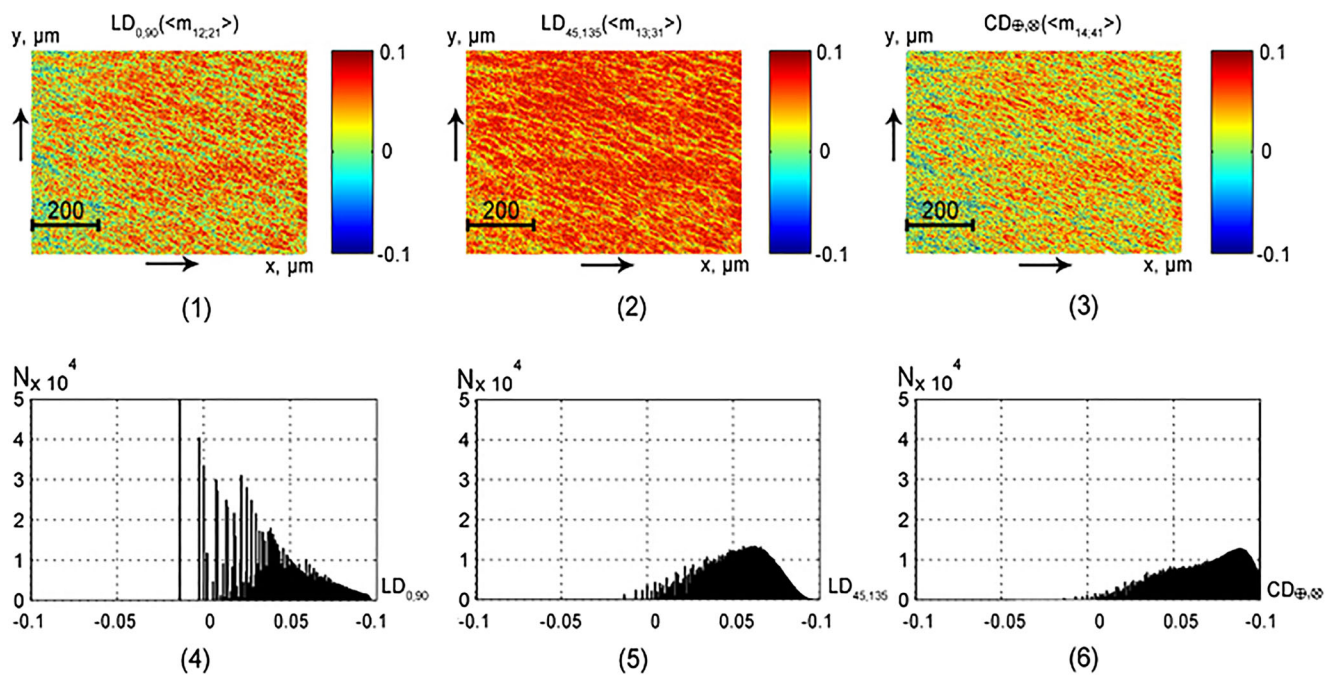 LD0,90(<m12;21>)
y, μm
0.1
0
-0.1
200
x, μm
(1)
LD45,135(<m13;31>)
y, μm
0.1
0
-0.1
200
x, μm
(2)
CD⊕,⊗(<m14;41>)
y, μm
0.1
0
-0.1
200
x, μm
(3)
N x 10 4
5
4
3
2
1
0
-0.1 -0.05 0 0.05 -0.1
LD0,90
(4)
N x 10 4
5
4
3
2
1
0
-0.1 -0.05 0 0.05 -0.1
LD45,135
(5)
N x 10 4
5
4
3
2
1
0
-0.1 -0.05 0 0.05 -0.1
CD⊕,⊗
(6)